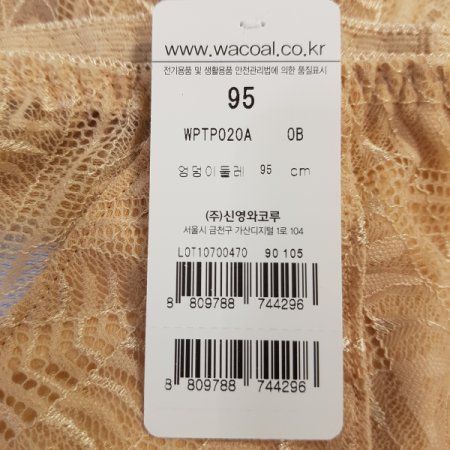 www.wacoal.co.kr
전기용품 및 생활용품 안전관리법에 의한 품질표시
95
WPTP020A OB
엉덩이둘레 95 cm
(주)신영와코루
서울시 금천구 가산디지털 1로 104
LOT10700470 90 105
8 809788 744296
8 809788 744296